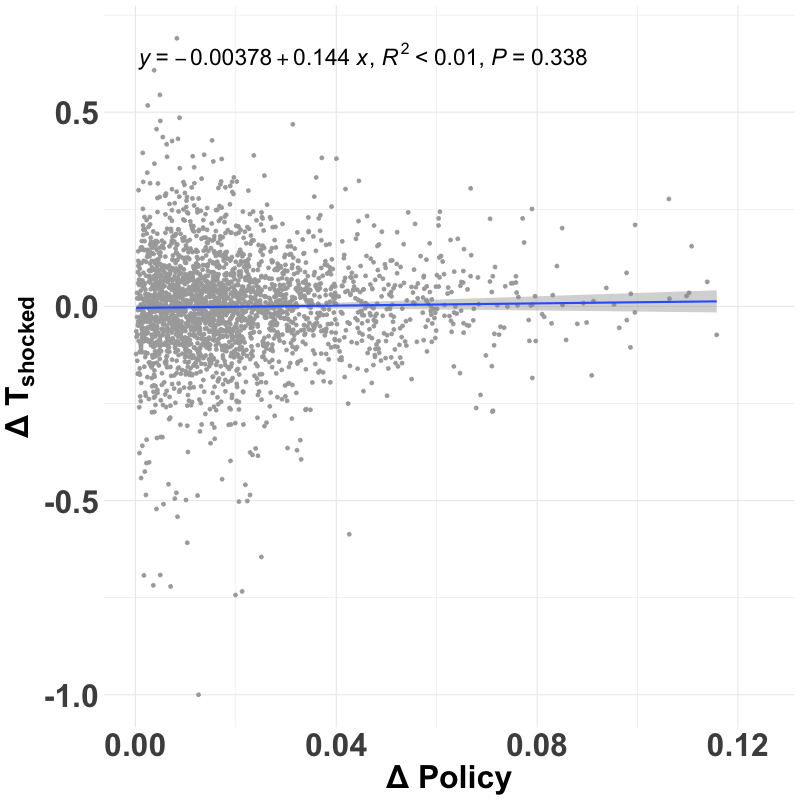 y = −0.00378 + 0.144 x, R² < 0.01, P = 0.338
0.5
0.0
-0.5
-1.0
Δ T shocked
0.00 0.04 0.08 0.12
Δ Policy